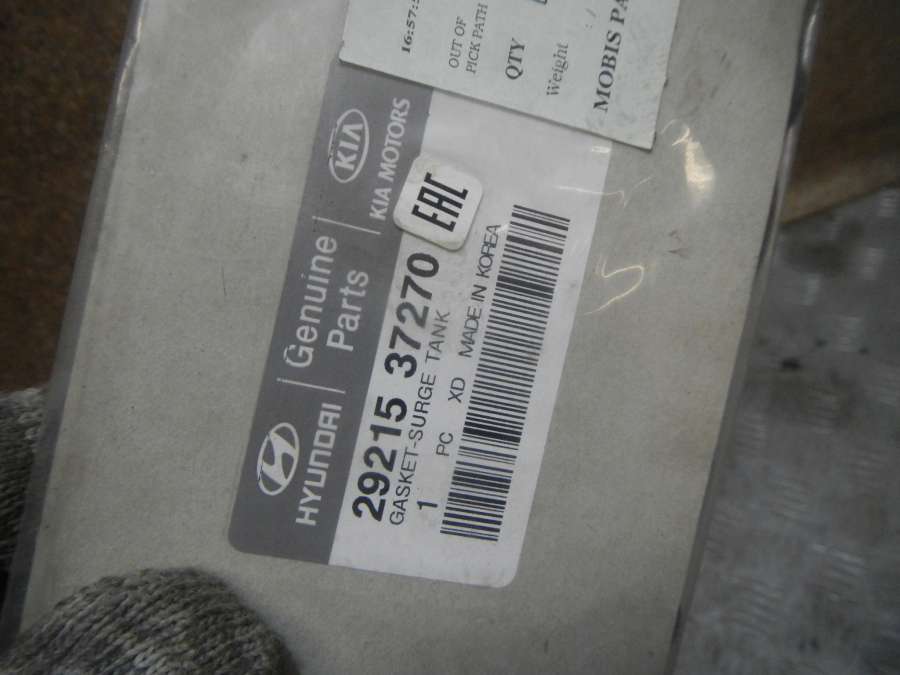 16:57:
OUT OF
PICK PATH
QTY
Weight :
MOBIS PA
HYUNDAI
Genuine
Parts
KIA
KIA MOTORS
EAC
29215 37270
GASKET-SURGE TANK
1 PC XD MADE IN KOREA